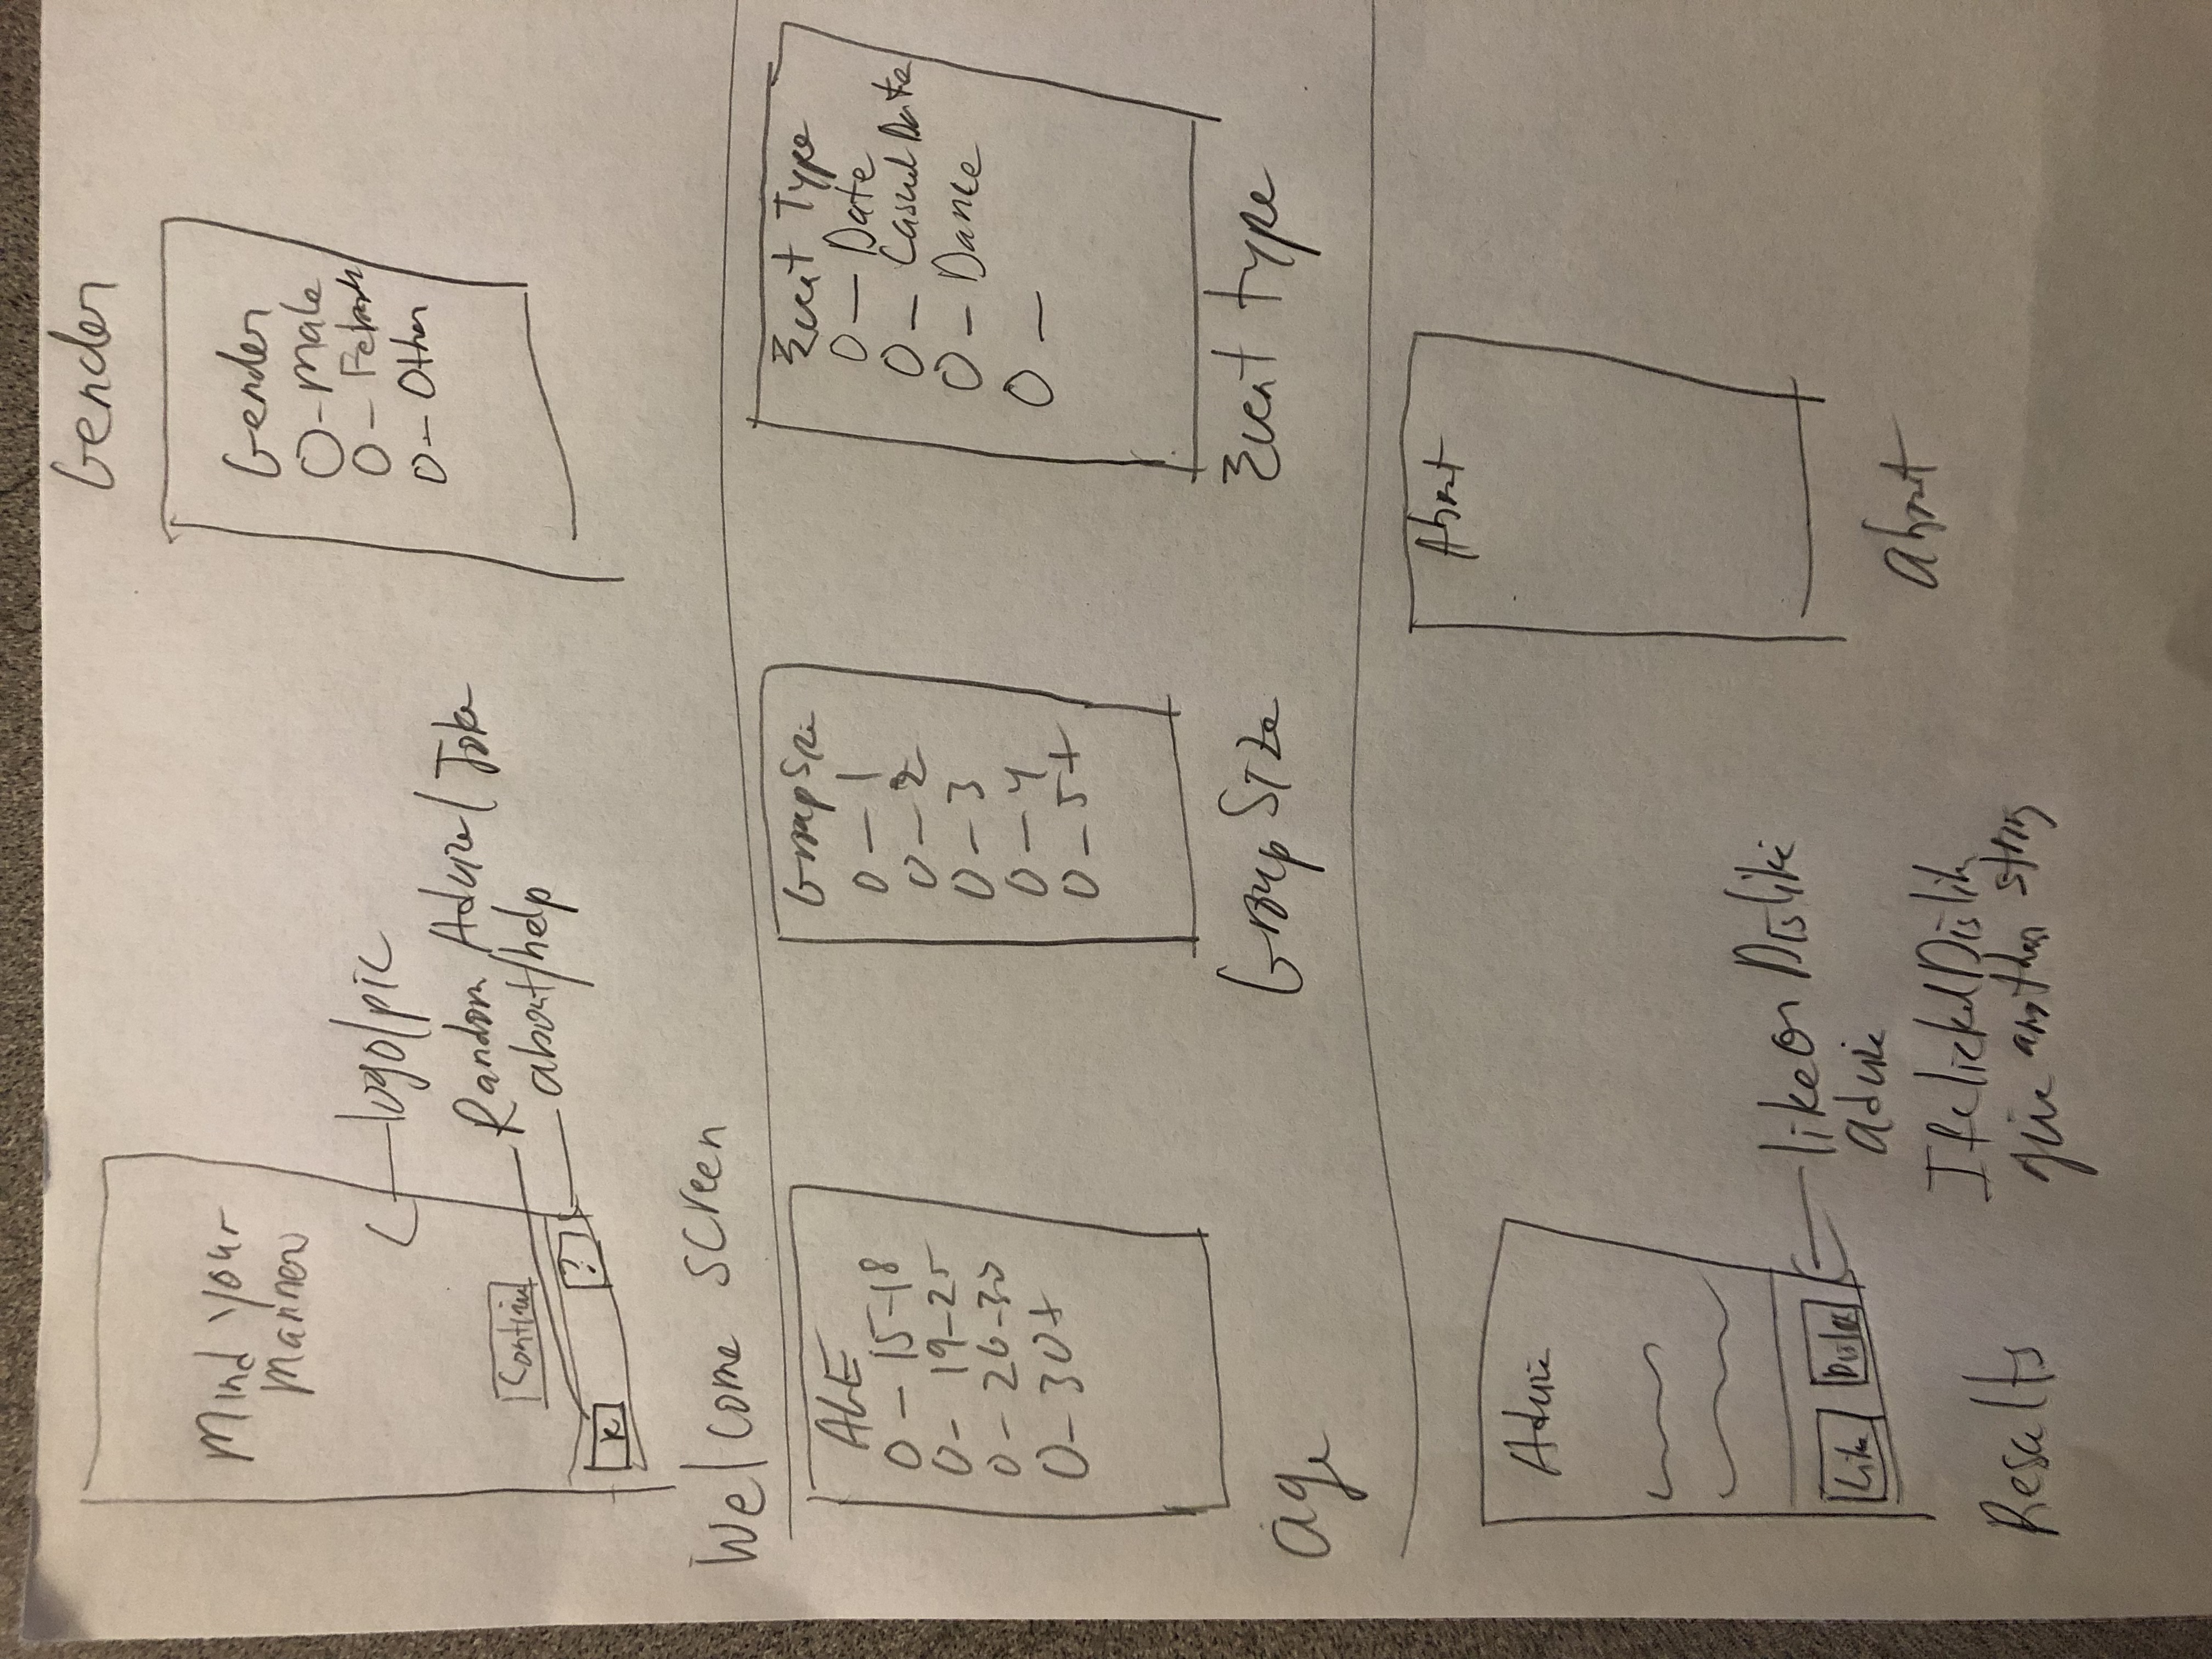 Mind your
Manner
logo/pic
Random Advice/Joke
about/help
Continue
R
?
Welcome Screen
Gender
Gender
O-Male
O-Female
O-Other
AGE
O-15-18
O-19-25
O-26-30
O-30+
Age
Group Size
O-1
O-2
O-3
O-4
O-5+
Group Size
Event Type
O-Date
O-Casual Date
O-Dance
O-
Event type
Advice
Like
Dislike
like or Dislike
advice
If clicked Dislike
give another string
Results
About
About